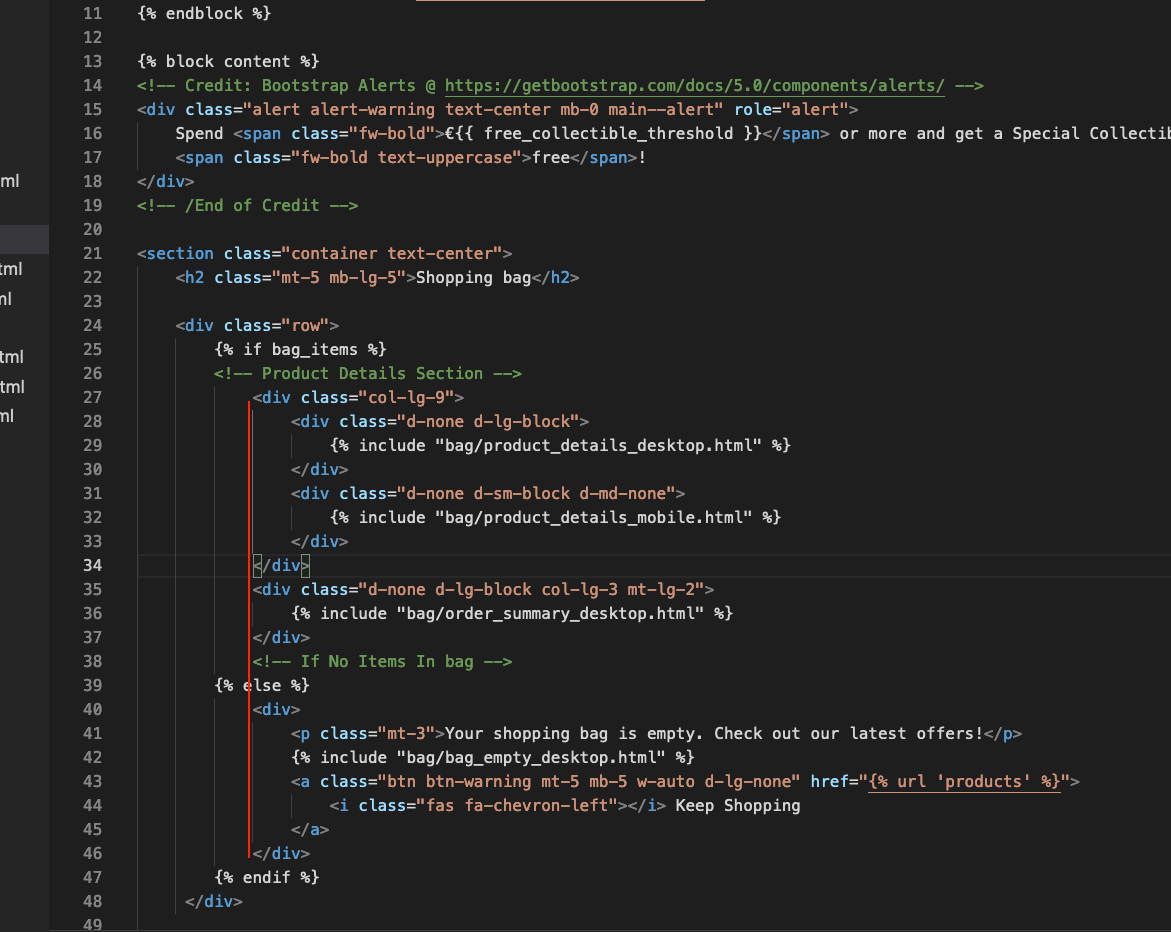 11 {% endblock %}
12
13 {% block content %}
14 <!-- Credit: Bootstrap Alerts @ https://getbootstrap.com/docs/5.0/components/alerts/ -->
15 <div class="alert alert-warning text-center mb-0 main--alert" role="alert">
16 Spend <span class="fw-bold">€{{ free_collectible_threshold }}</span> or more and get a Special Collectib
17 <span class="fw-bold text-uppercase">free</span>!
ml 18 </div>
19 <!-- /End of Credit -->
20
21 <section class="container text-center">
tml 22 <h2 class="mt-5 mb-lg-5">Shopping bag</h2>
ml 23
24 <div class="row">
tml 25 {% if bag_items %}
tml 26 <!-- Product Details Section -->
27 <div class="col-lg-9">
ml 28 <div class="d-none d-lg-block">
29 {% include "bag/product_details_desktop.html" %}
30 </div>
31 <div class="d-none d-sm-block d-md-none">
32 {% include "bag/product_details_mobile.html" %}
33 </div>
34 </div>
35 <div class="d-none d-lg-block col-lg-3 mt-lg-2">
36 {% include "bag/order_summary_desktop.html" %}
37 </div>
38 <!-- If No Items In bag -->
39 {% else %}
40 <div>
41 <p class="mt-3">Your shopping bag is empty. Check out our latest offers!</p>
42 {% include "bag/bag_empty_desktop.html" %}
43 <a class="btn btn-warning mt-5 mb-5 w-auto d-lg-none" href="{% url 'products' %}">
44 <i class="fas fa-chevron-left"></i> Keep Shopping
45 </a>
46 </div>
47 {% endif %}
48 </div>
49